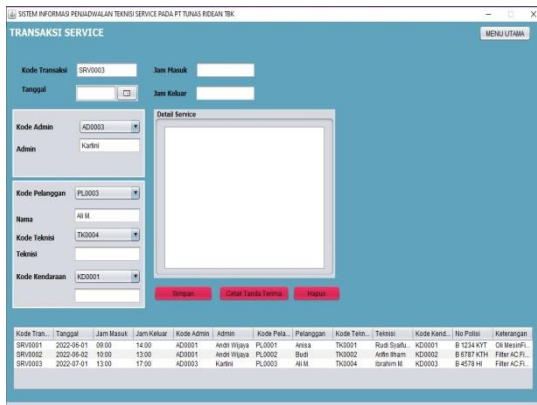 SISTEM INFORMASI PENJADWALAN TEKNISI SERVICE PADA PT TUNAS RIDEAN TBK
TRANSAKSI SERVICE
MENU UTAMA
Kode Transaksi SRV0003 Jam Masuk
Tanggal Jam Keluar
Detail Service
Kode Admin AD0003
Admin Kartini
Kode Pelanggan PL0003
Nama Ali M.
Kode Teknisi TK0004
Teknisi
Kode Kendaraan KD0001
Simpan Cetak Tanda Terima Hapus
Kode Tran... Tanggal Jam Masuk Jam Keluar Kode Admin Admin Kode Pela... Pelanggan Kode Tekn... Teknisi Kode Kend... No Polisi Keterangan
SRV0001 2022-06-01 09:00 14:00 AD0001 Andri Wijaya PL0001 Anisa TK0001 Rudi Syaifu... KD0001 B 1234 KYT Oli MesinFi...
SRV0002 2022-06-02 10:00 13:00 AD0001 Andri Wijaya PL0002 Budi TK0002 Arifin Ilham KD0002 B 6787 KTH Filter AC,Fi...
SRV0003 2022-07-01 13:00 17:00 AD0003 Kartini PL0003 Ali M. TK0004 Ibrahim M. KD0003 B 4578 HI Filter AC,Fi...